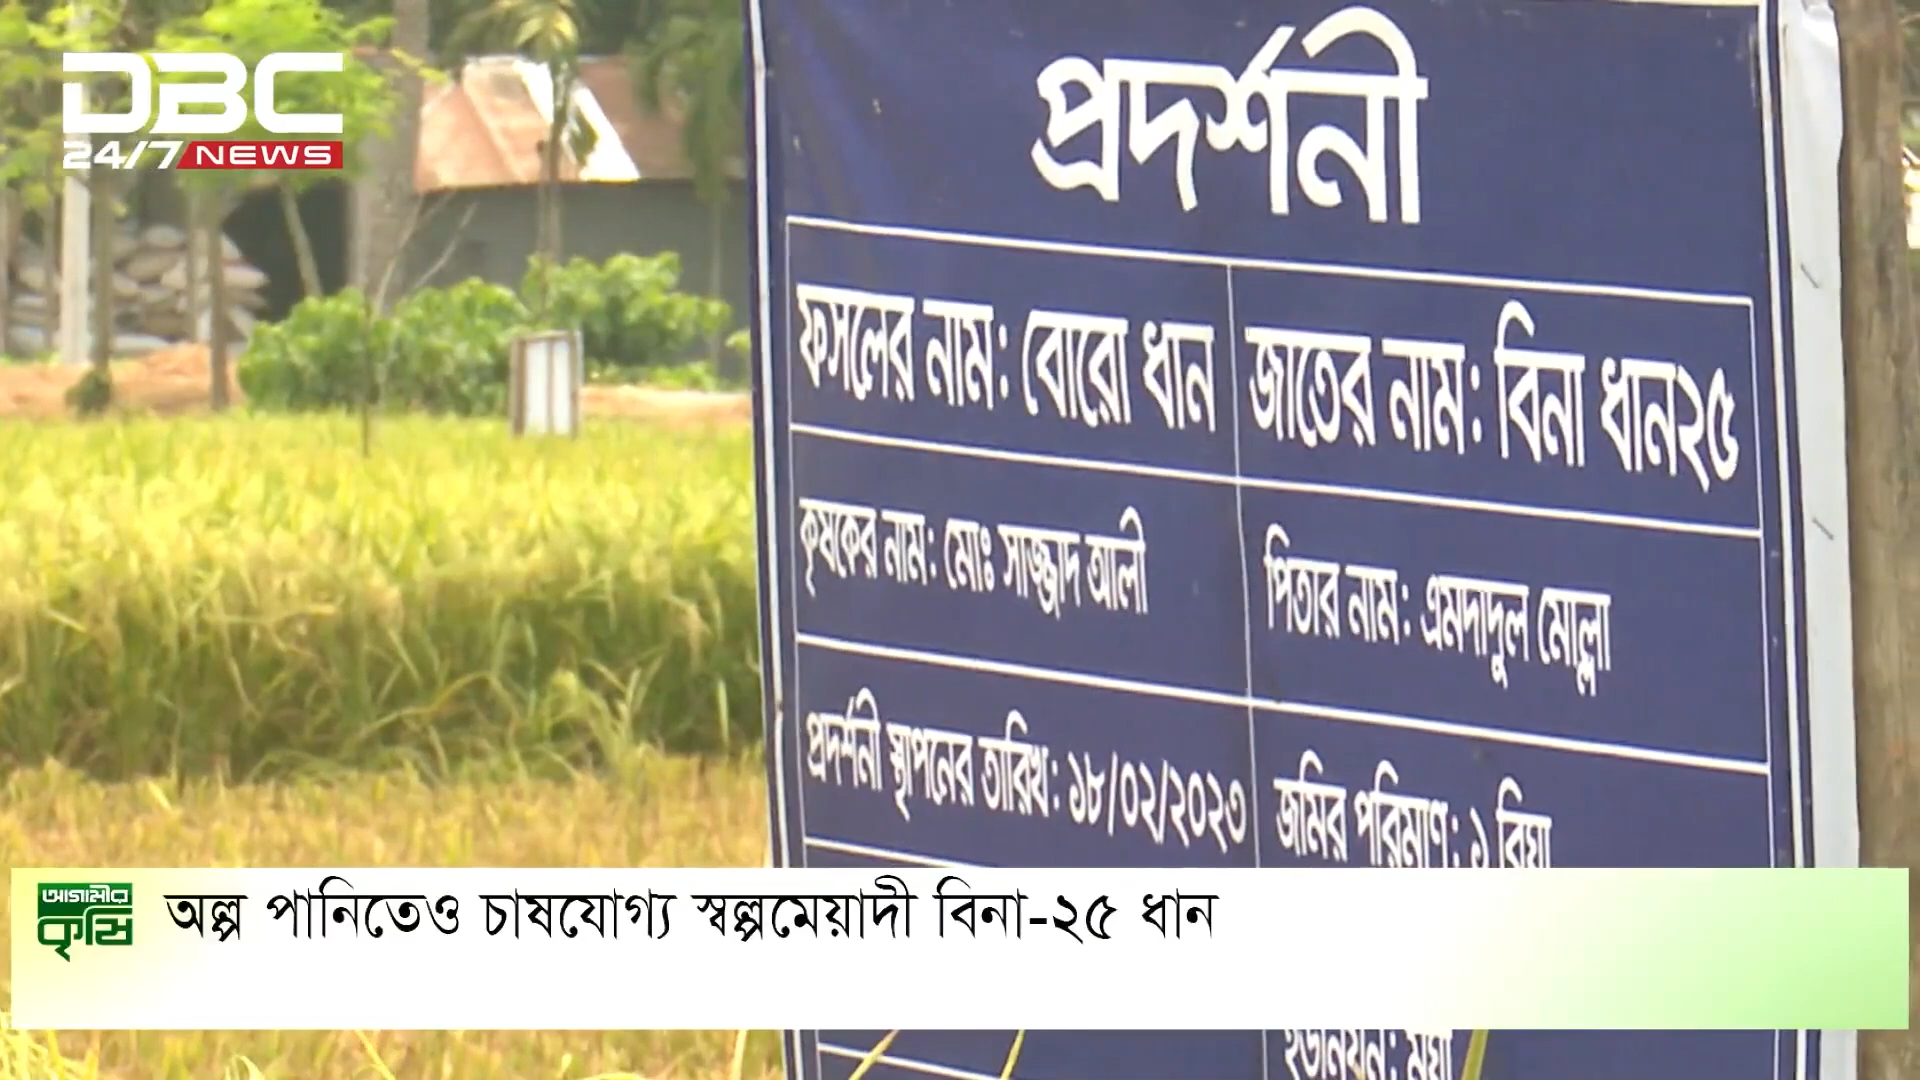 DBC
24/7 NEWS
প্রদর্শনী
ফসলের নাম: বোরো ধান জাতের নাম: বিনা ধান২৫
কৃষকের নাম: মোঃ সাজ্জাদ আলী পিতার নাম: এমদাদুল মোল্লা
প্রদর্শনী স্থাপনের তারিখ: ১৮/০২/২০২৩ জমির পরিমাণ: ১ বিঘা
আগামীর
কৃষি
অল্প পানিতেও চাষযোগ্য স্বল্পমেয়াদী বিনা-২৫ ধান
ইউনিয়ন: